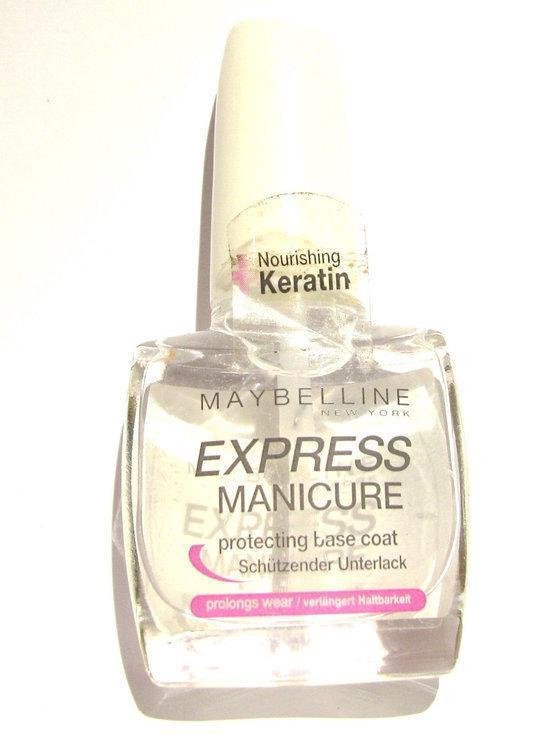 Nourishing
Keratin
MAYBELLINE
NEW YORK
EXPRESS
MANICURE
protecting base coat
Schützender Unterlack
prolongs wear / verlängert Haltbarkeit